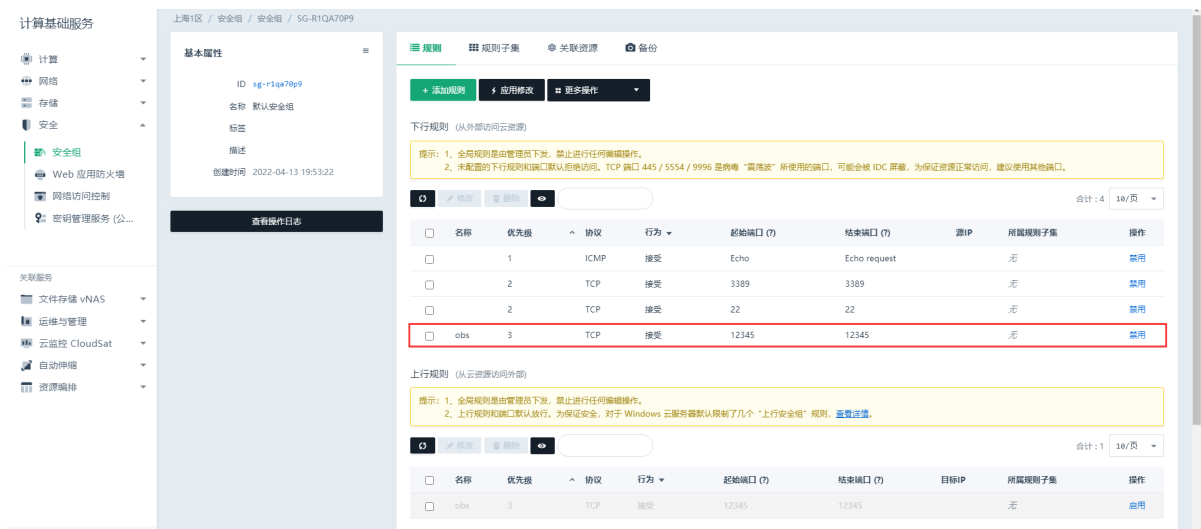 计算基础服务
上海1区 / 安全组 / 安全组 / SG-R1QA70P9
计算
网络
存储
安全
安全组
Web 应用防火墙
网络访问控制
密钥管理服务 (公...
关联服务
文件存储 vNAS
运维与管理
云监控 CloudSat
自动伸缩
资源编排
基本属性
ID sg-r1qa70p9
名称 默认安全组
标签
描述
创建时间 2022-04-13 19:53:22
查看操作日志
规则 规则子集 关联资源 备份
+ 添加规则 应用修改 更多操作
下行规则 (从外部访问云资源)
提示: 1、全局规则是由管理员下发，禁止进行任何编辑操作。
2、未配置的下行规则和端口默认拒绝访问。TCP 端口 445 / 5554 / 9996 是病毒 “震荡波” 所使用的端口，可能会被 IDC 屏蔽，为保证资源正常访问，建议使用其他端口。
修改 删除 合计 : 4 10/页
名称 优先级 协议 行为 起始端口 (?) 结束端口 (?) 源IP 所属规则子集 操作
1 ICMP 接受 Echo Echo request 无 禁用
2 TCP 接受 3389 3389 无 禁用
2 TCP 接受 22 22 无 禁用
obs 3 TCP 接受 12345 12345 无 禁用
上行规则 (从云资源访问外部)
提示: 1、全局规则是由管理员下发，禁止进行任何编辑操作。
2、上行规则和端口默认放行。为保证安全，对于 Windows 云服务器默认限制了几个 “上行安全组” 规则，查看详情。
修改 删除 合计 : 1 10/页
名称 优先级 协议 行为 起始端口 (?) 结束端口 (?) 目标IP 所属规则子集 操作
obs 3 TCP 接受 12345 12345 无 启用